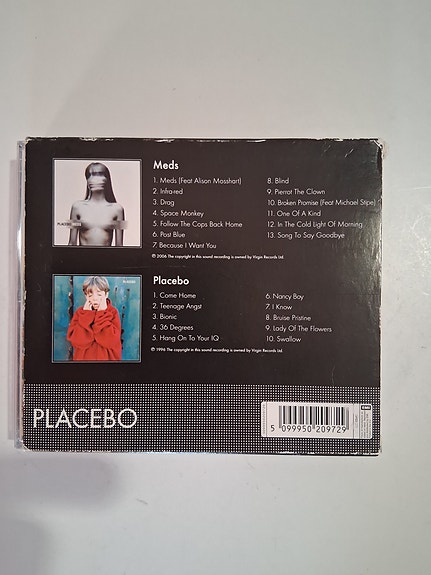 Meds
1. Meds (Feat Alison Mosshart)
2. Infra-red
3. Drag
4. Space Monkey
5. Follow The Cops Back Home
6. Post Blue
7. Because I Want You
8. Blind
9. Pierrot The Clown
10. Broken Promise (Feat Michael Stipe)
11. One Of A Kind
12. In The Cold Light Of Morning
13. Song To Say Goodbye
℗ 2006 The copyright in this sound recording is owned by Virgin Records Ltd.
PLACEBO
Placebo
1. Come Home
2. Teenage Angst
3. Bionic
4. 36 Degrees
5. Hang On To Your IQ
6. Nancy Boy
7. I Know
8. Bruise Pristine
9. Lady Of The Flowers
10. Swallow
℗ 1996 The copyright in this sound recording is owned by Virgin Records Ltd.
PLACEBO
5 099950 209729